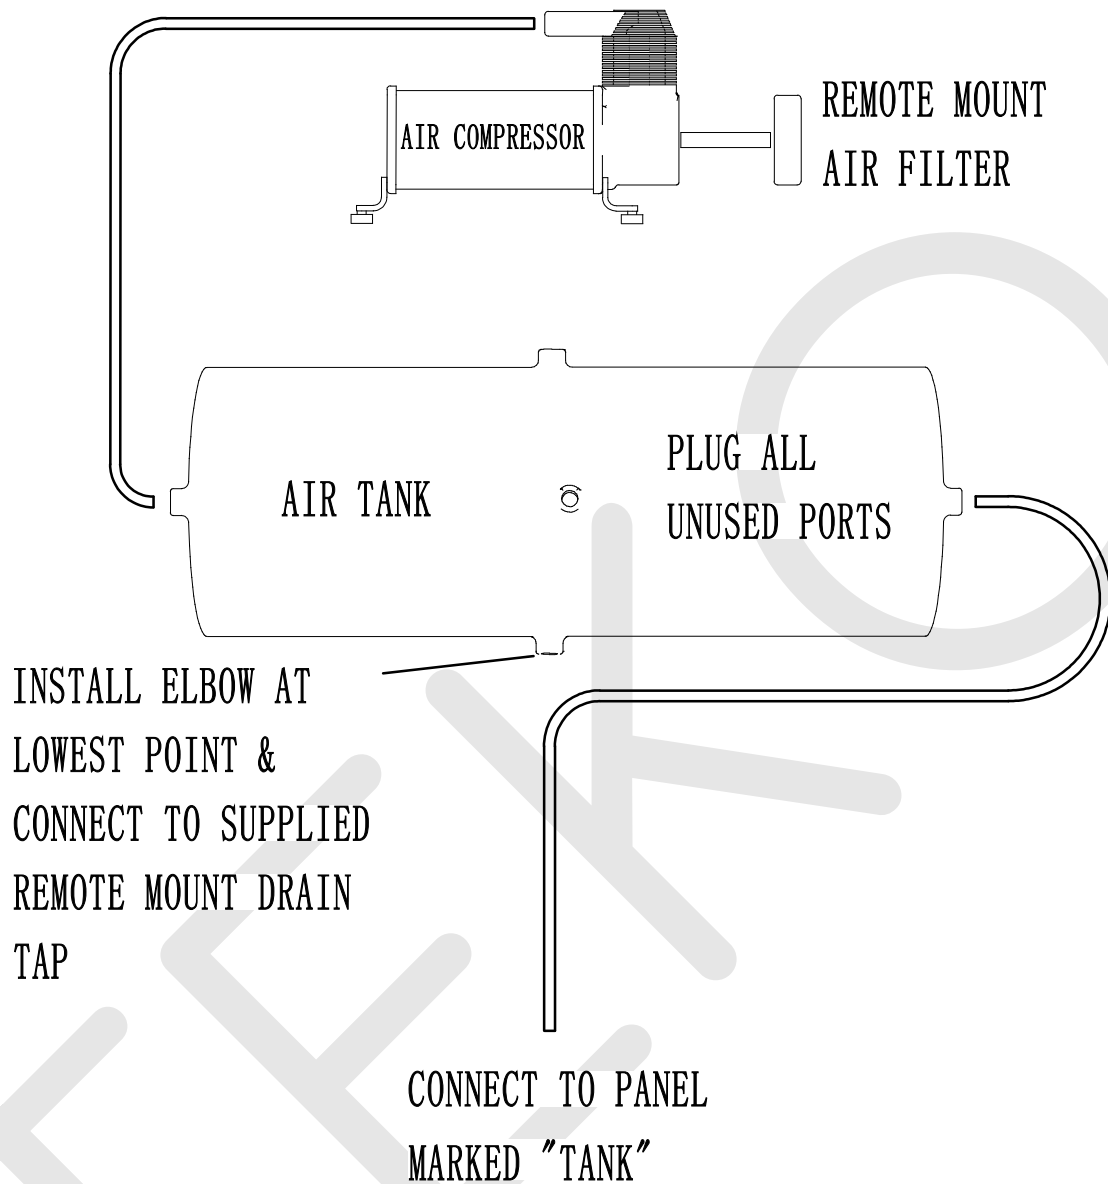 AIR COMPRESSOR
REMOTE MOUNT
AIR FILTER
AIR TANK
PLUG ALL
UNUSED PORTS
INSTALL ELBOW AT
LOWEST POINT &
CONNECT TO SUPPLIED
REMOTE MOUNT DRAIN
TAP
CONNECT TO PANEL
MARKED "TANK"